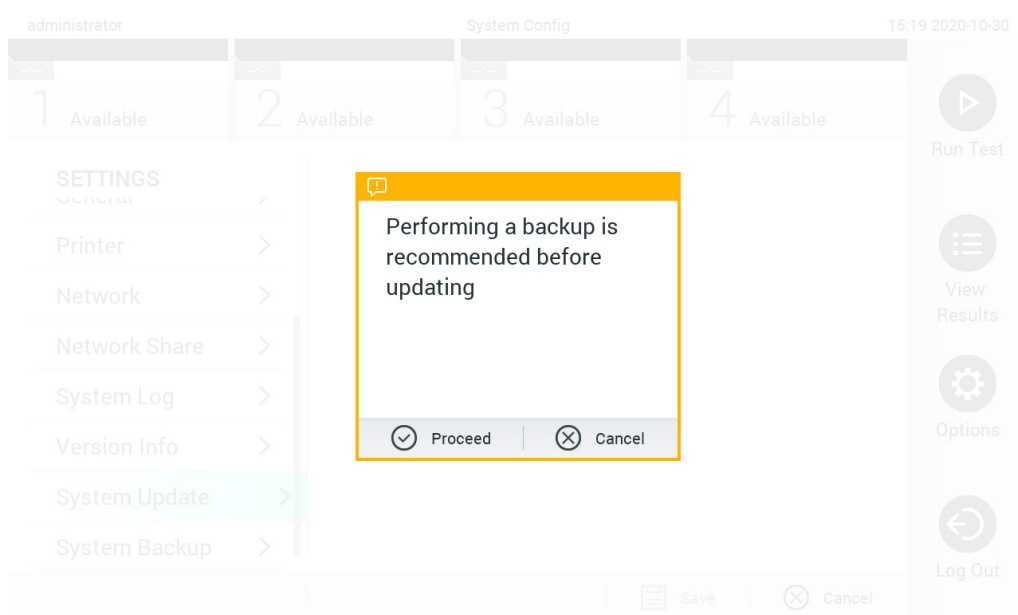 administrator System Config 15:19 2020-10-30
--:-- --:-- --:-- --:--
1 Available 2 Available 3 Available 4 Available
Run Test
SETTINGS
General
Printer
Network
Network Share
System Log
Version Info
System Update
System Backup
Performing a backup is
recommended before
updating
Proceed Cancel
View
Results
Options
Log Out
Save Cancel